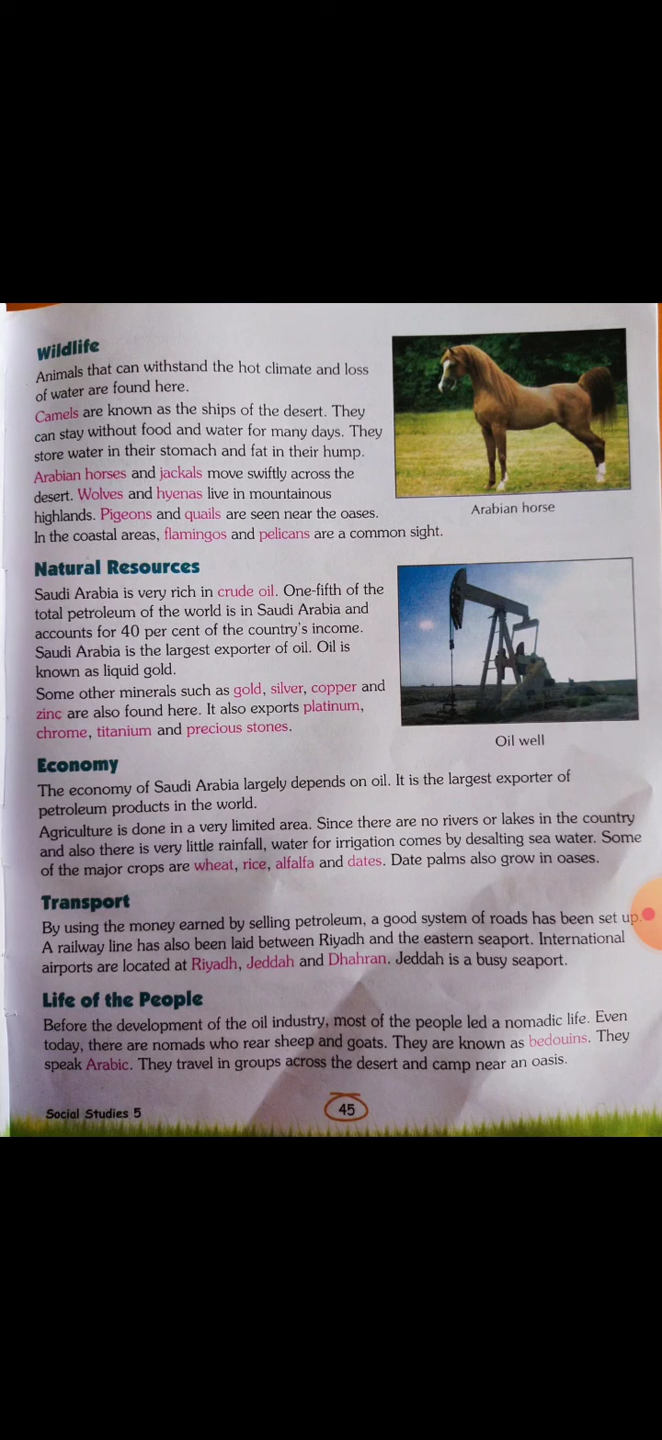 Wildlife
Animals that can withstand the hot climate and loss
of water are found here.
Camels are known as the ships of the desert. They
can stay without food and water for many days. They
store water in their stomach and fat in their hump.
Arabian horses and jackals move swiftly across the
desert. Wolves and hyenas live in mountainous
highlands. Pigeons and quails are seen near the oases.
In the coastal areas, flamingos and pelicans are a common sight.
Arabian horse
Natural Resources
Saudi Arabia is very rich in crude oil. One-fifth of the
total petroleum of the world is in Saudi Arabia and
accounts for 40 per cent of the country's income.
Saudi Arabia is the largest exporter of oil. Oil is
known as liquid gold.
Some other minerals such as gold, silver, copper and
zinc are also found here. It also exports platinum,
chrome, titanium and precious stones.
Oil well
Economy
The economy of Saudi Arabia largely depends on oil. It is the largest exporter of
petroleum products in the world.
Agriculture is done in a very limited area. Since there are no rivers or lakes in the country
and also there is very little rainfall, water for irrigation comes by desalting sea water. Some
of the major crops are wheat, rice, alfalfa and dates. Date palms also grow in oases.
Transport
By using the money earned by selling petroleum, a good system of roads has been set up.
A railway line has also been laid between Riyadh and the eastern seaport. International
airports are located at Riyadh, Jeddah and Dhahran. Jeddah is a busy seaport.
Life of the People
Before the development of the oil industry, most of the people led a nomadic life. Even
today, there are nomads who rear sheep and goats. They are known as bedouins. They
speak Arabic. They travel in groups across the desert and camp near an oasis.
Social Studies 5
45